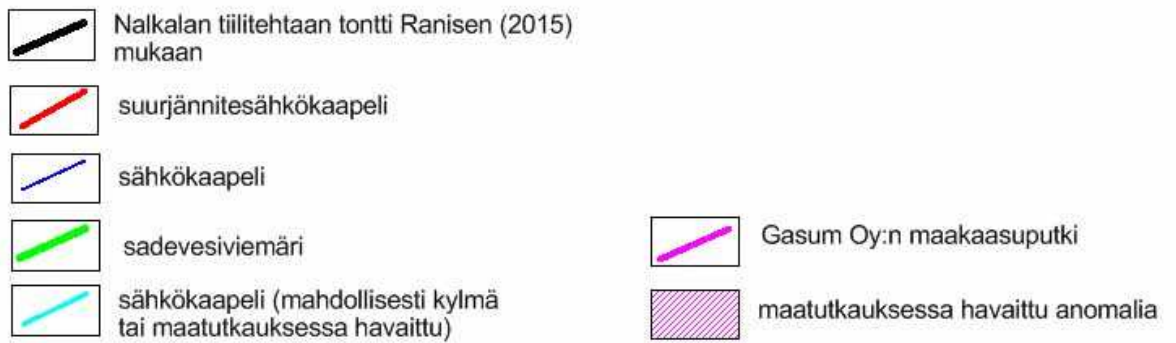 Nalkalan tiilitehtaan tontti Ranisen (2015)
mukaan
suurjännitesähkökaapeli
sähkökaapeli
sadevesiviemäri
sähkökaapeli (mahdollisesti kylmä
tai maatutkauksessa havaittu)
Gasum Oy:n maakaasuputki
maatutkauksessa havaittu anomalia